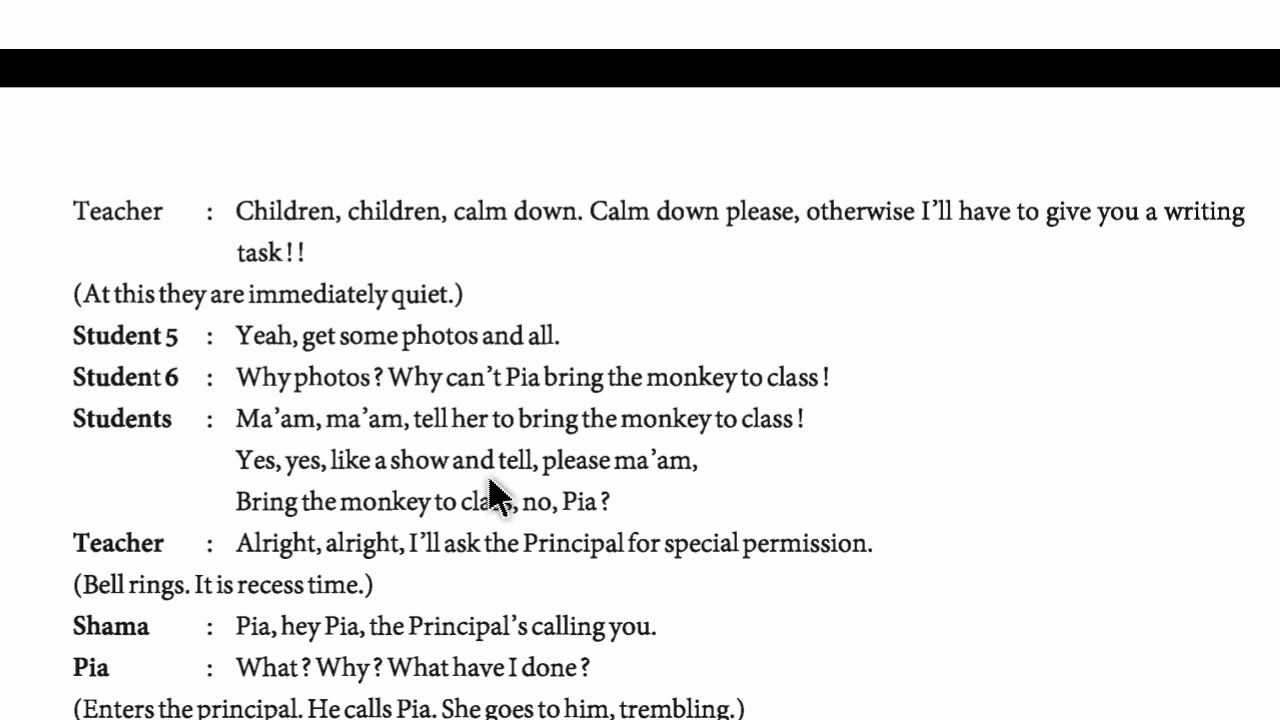 Teacher : Children, children, calm down. Calm down please, otherwise I'll have to give you a writing
task!!
(At this they are immediately quiet.)
Student 5 : Yeah, get some photos and all.
Student 6 : Why photos? Why can't Pia bring the monkey to class!
Students : Ma'am, ma'am, tell her to bring the monkey to class!
Yes, yes, like a show and tell, please ma'am,
Bring the monkey to class, no, Pia?
Teacher : Alright, alright, I'll ask the Principal for special permission.
(Bell rings. It is recess time.)
Shama : Pia, hey Pia, the Principal's calling you.
Pia : What? Why? What have I done?
(Enters the principal. He calls Pia. She goes to him, trembling.)